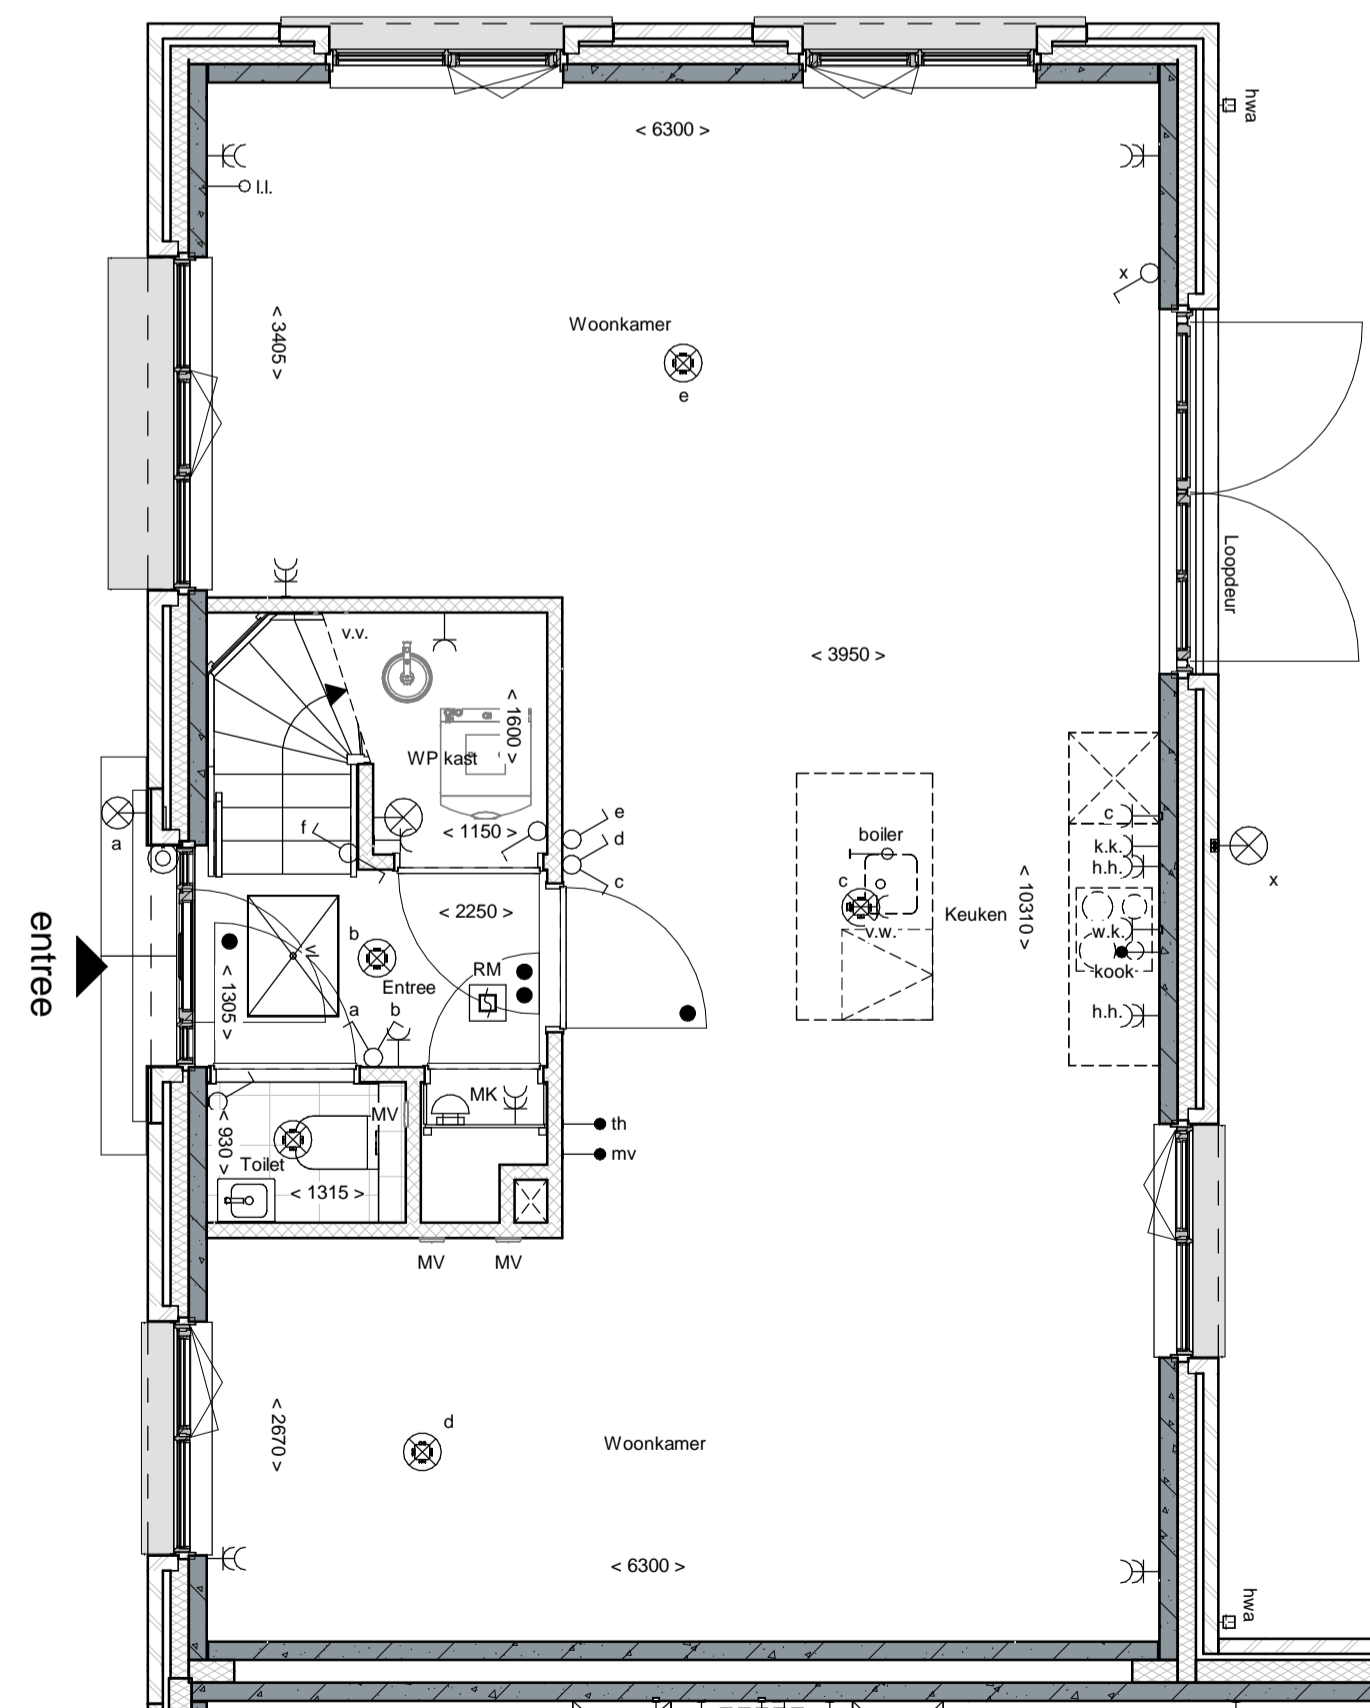 hwa
< 6300 >
l.l.
x
< 3405 >
Woonkamer
e
Loopdeur
v.v.
< 3950 >
< 1600 >
WP kast
a
f
< 1150 >
e
d
c
boiler
c
v.w.
Keuken
< 10310 >
c
k.k.
h.h.
w.k.
kook
h.h.
x
entree
< 2250 >
b
vl
RM
Entree
< 1305 >
a
b
MK
MV
th
mv
< 930 >
Toilet
< 1315 >
MV
MV
d
Woonkamer
< 2670 >
< 6300 >
hwa